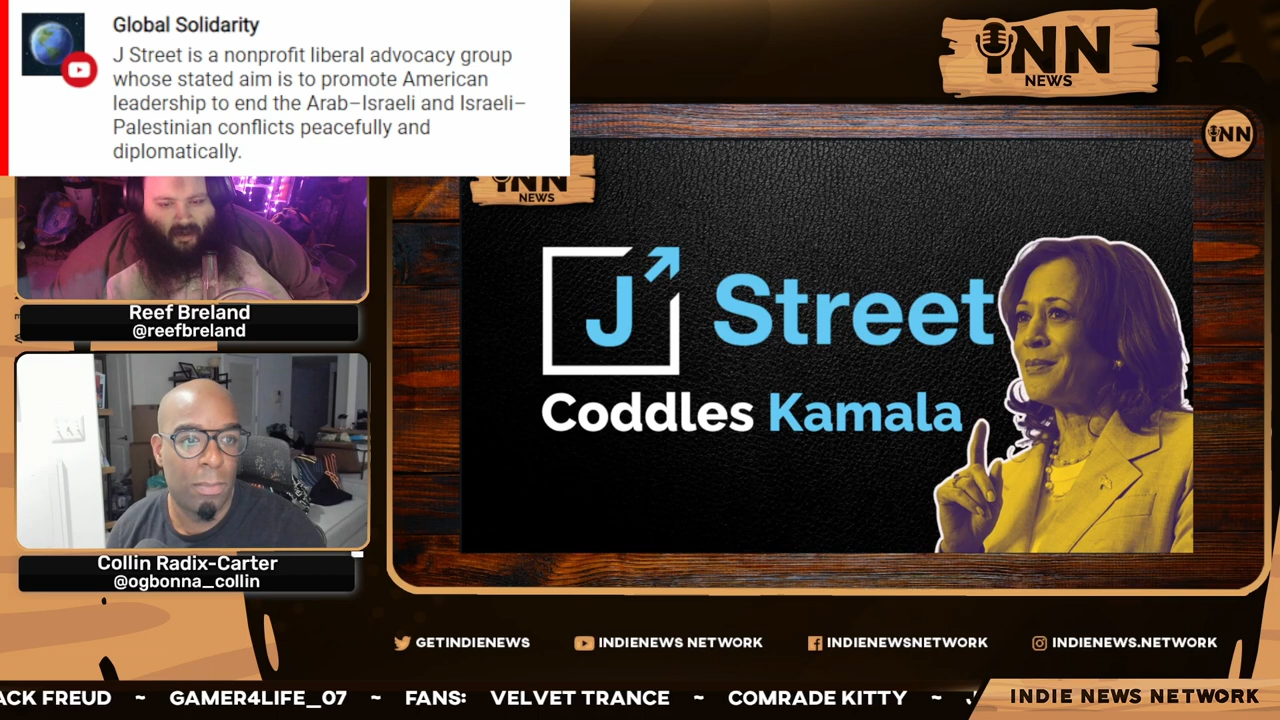 Global Solidarity
J Street is a nonprofit liberal advocacy group
whose stated aim is to promote American
leadership to end the Arab–Israeli and Israeli–
Palestinian conflicts peacefully and
diplomatically.
iNN
NEWS
iNN
iNN
NEWS
J Street
Coddles Kamala
Reef Breland
@reefbreland
Collin Radix-Carter
@ogbonna_collin
GETINDIENEWS
INDIENEWS NETWORK
INDIENEWSNETWORK
INDIENEWS.NETWORK
ACK FREUD ~ GAMER4LIFE_07 ~ FANS: VELVET TRANCE ~ COMRADE KITTY ~
INDIE NEWS NETWORK